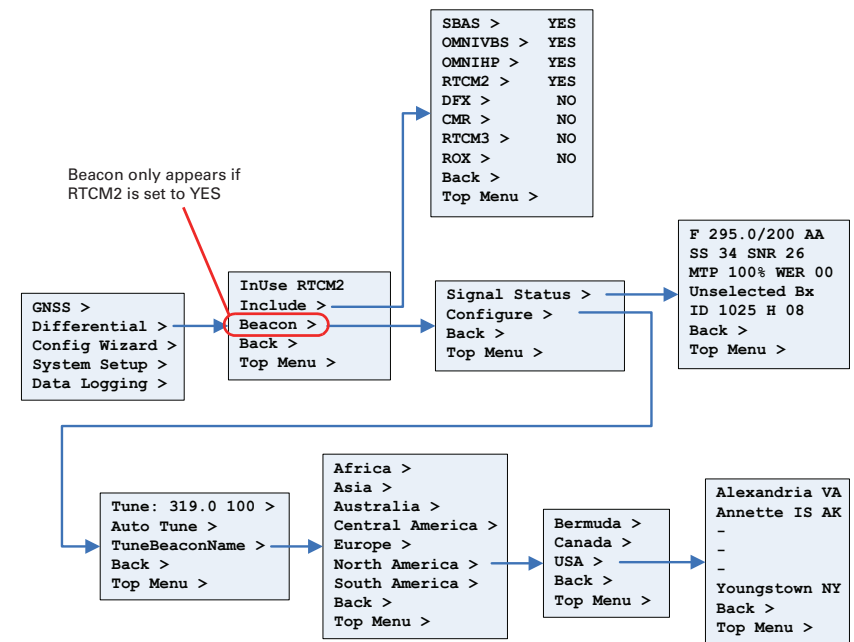 SBAS > YES
OMNIVBS > YES
OMNIHP > YES
RTCM2 > YES
DFX > NO
CMR > NO
RTCM3 > NO
ROX > NO
Back >
Top Menu >
Beacon only appears if
RTCM2 is set to YES
GNSS >
Differential >
Config Wizard >
System Setup >
Data Logging >
InUse RTCM2
Include >
Beacon >
Back >
Top Menu >
Signal Status >
Configure >
Back >
Top Menu >
F 295.0/200 AA
SS 34 SNR 26
MTP 100% WER 00
Unselected Bx
ID 1025 H 08
Back >
Top Menu >
Tune: 319.0 100 >
Auto Tune >
TuneBeaconName >
Back >
Top Menu >
Africa >
Asia >
Australia >
Central America >
Europe >
North America >
South America >
Back >
Top Menu >
Bermuda >
Canada >
USA >
Back >
Top Menu >
Alexandria VA
Annette IS AK
-
-
-
Youngstown NY
Back >
Top Menu >